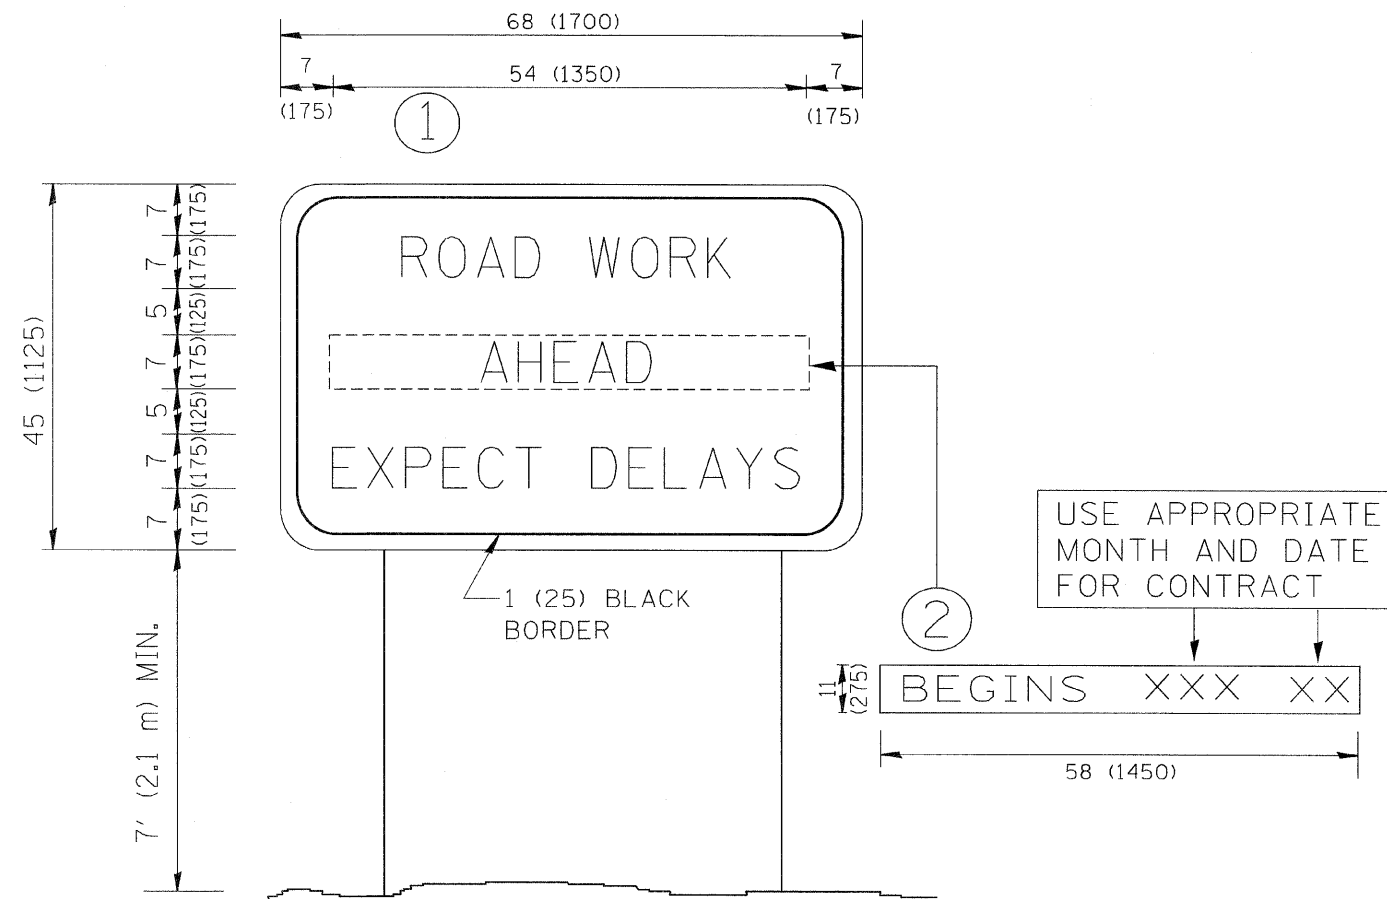 68 (1700)
7
54 (1350)
7
(175)
(175)
1
45 (1125)
7
(175)
7
(175)
5
(125)
7
(175)
5
(125)
7
(175)
7
(175)
ROAD WORK
AHEAD
EXPECT DELAYS
1 (25) BLACK
BORDER
7' (2.1 m) MIN.
2
USE APPROPRIATE
MONTH AND DATE
FOR CONTRACT
11
(275)
BEGINS XXX XX
58 (1450)